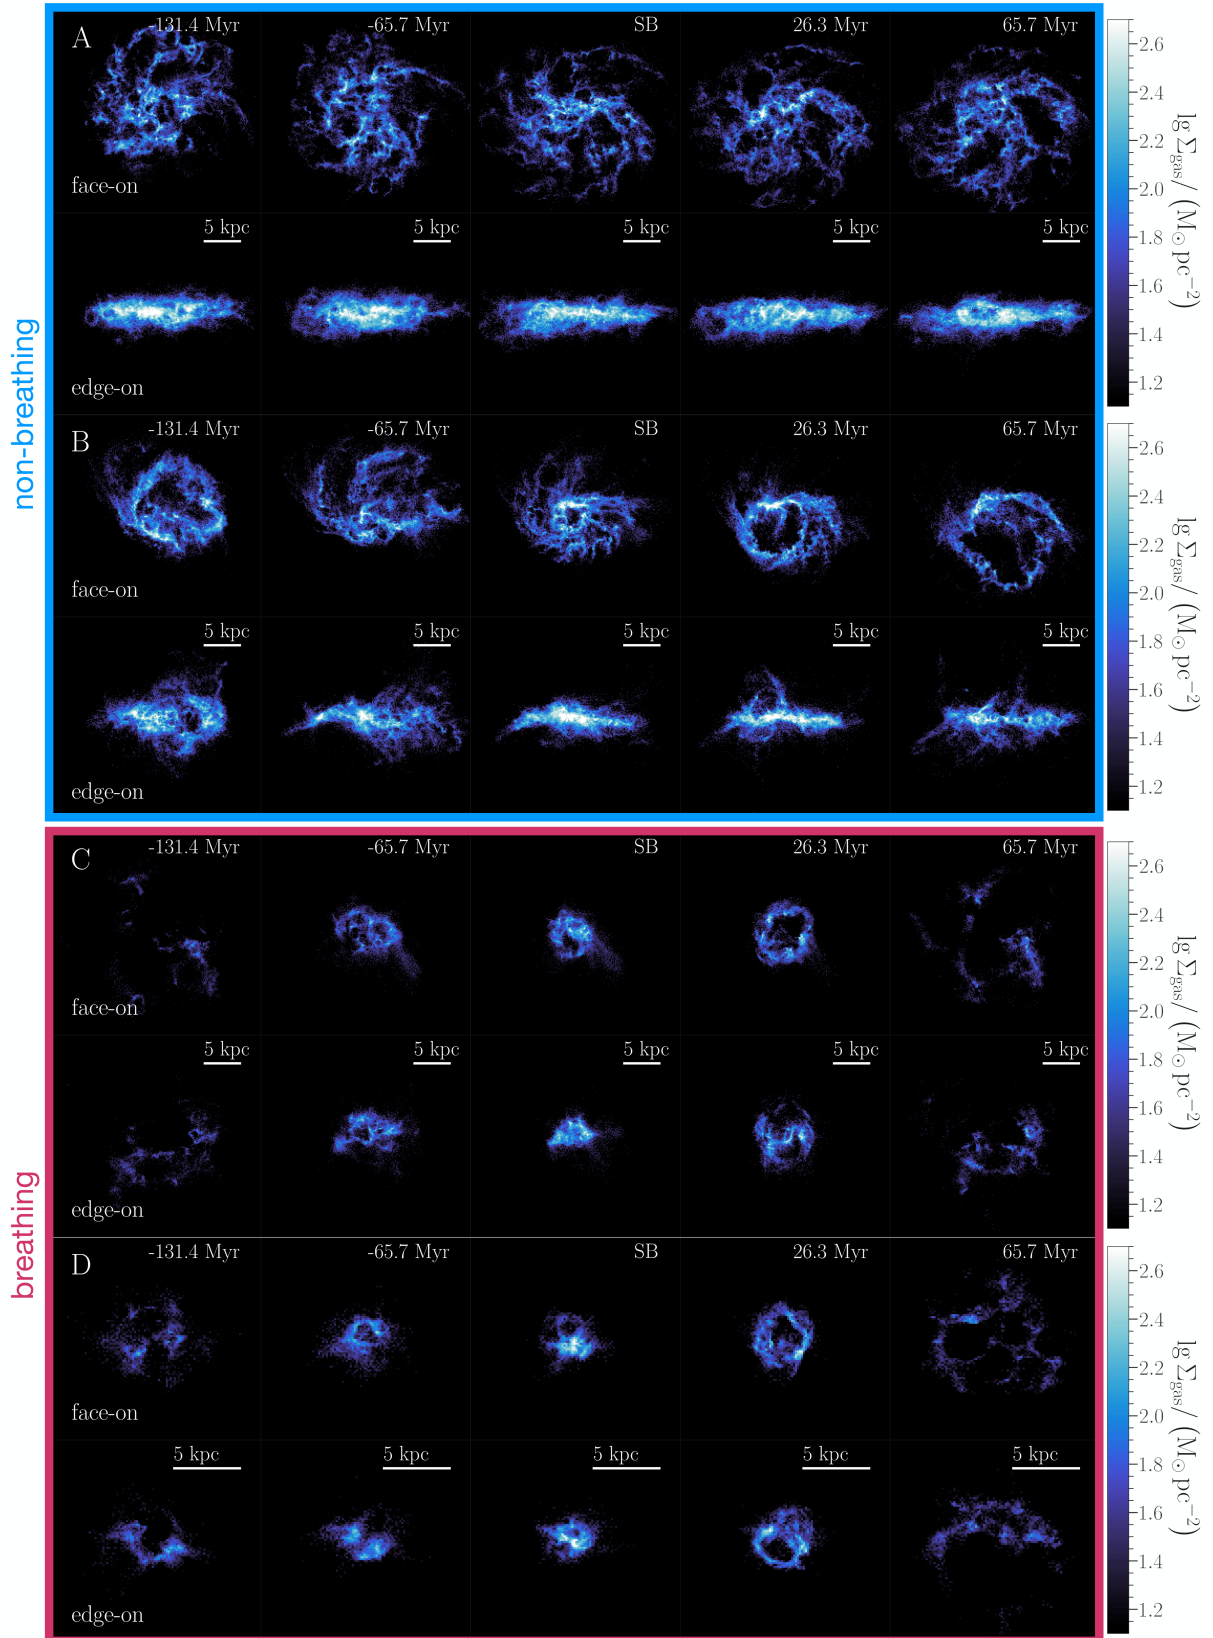 non-breathing
A
-131.4 Myr
-65.7 Myr
SB
26.3 Myr
65.7 Myr
face-on
5 kpc
5 kpc
5 kpc
5 kpc
5 kpc
edge-on
2.6
2.4
2.2
2.0
1.8
1.6
1.4
1.2
lg Σgas/ (M⊙ pc−2)
B
-131.4 Myr
-65.7 Myr
SB
26.3 Myr
65.7 Myr
face-on
5 kpc
5 kpc
5 kpc
5 kpc
5 kpc
edge-on
2.6
2.4
2.2
2.0
1.8
1.6
1.4
1.2
lg Σgas/ (M⊙ pc−2)
breathing
C
-131.4 Myr
-65.7 Myr
SB
26.3 Myr
65.7 Myr
face-on
5 kpc
5 kpc
5 kpc
5 kpc
5 kpc
edge-on
2.6
2.4
2.2
2.0
1.8
1.6
1.4
1.2
lg Σgas/ (M⊙ pc−2)
D
-131.4 Myr
-65.7 Myr
SB
26.3 Myr
65.7 Myr
face-on
5 kpc
5 kpc
5 kpc
5 kpc
5 kpc
edge-on
2.6
2.4
2.2
2.0
1.8
1.6
1.4
1.2
lg Σgas/ (M⊙ pc−2)